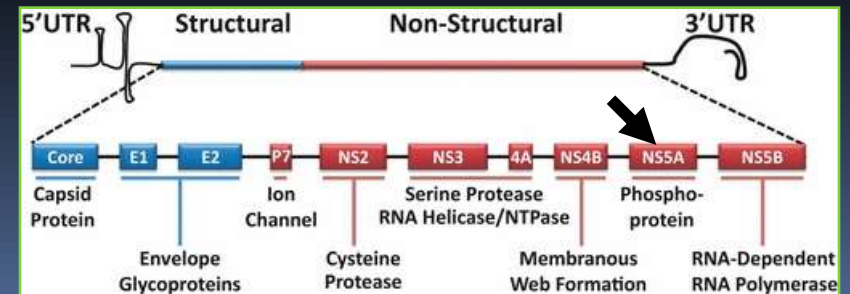 5'UTR Structural Non-Structural 3'UTR
Core E1 E2 P7 NS2 NS3 4A NS4B NS5A NS5B
Capsid Protein
Ion Channel
Serine Protease
RNA Helicase/NTPase
Phospho-
protein
Envelope
Glycoproteins
Cysteine
Protease
Membranous
Web Formation
RNA-Dependent
RNA Polymerase